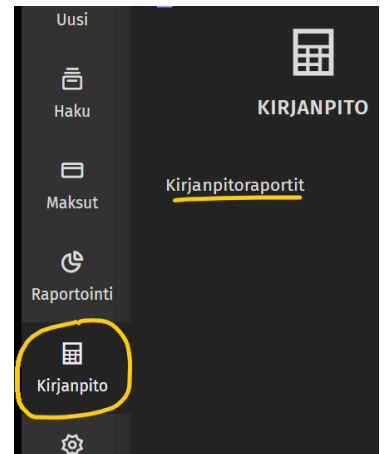 Uusi
Haku
Maksut
Raportointi
Kirjanpito
KIRJANPITO
Kirjanpitoraportit